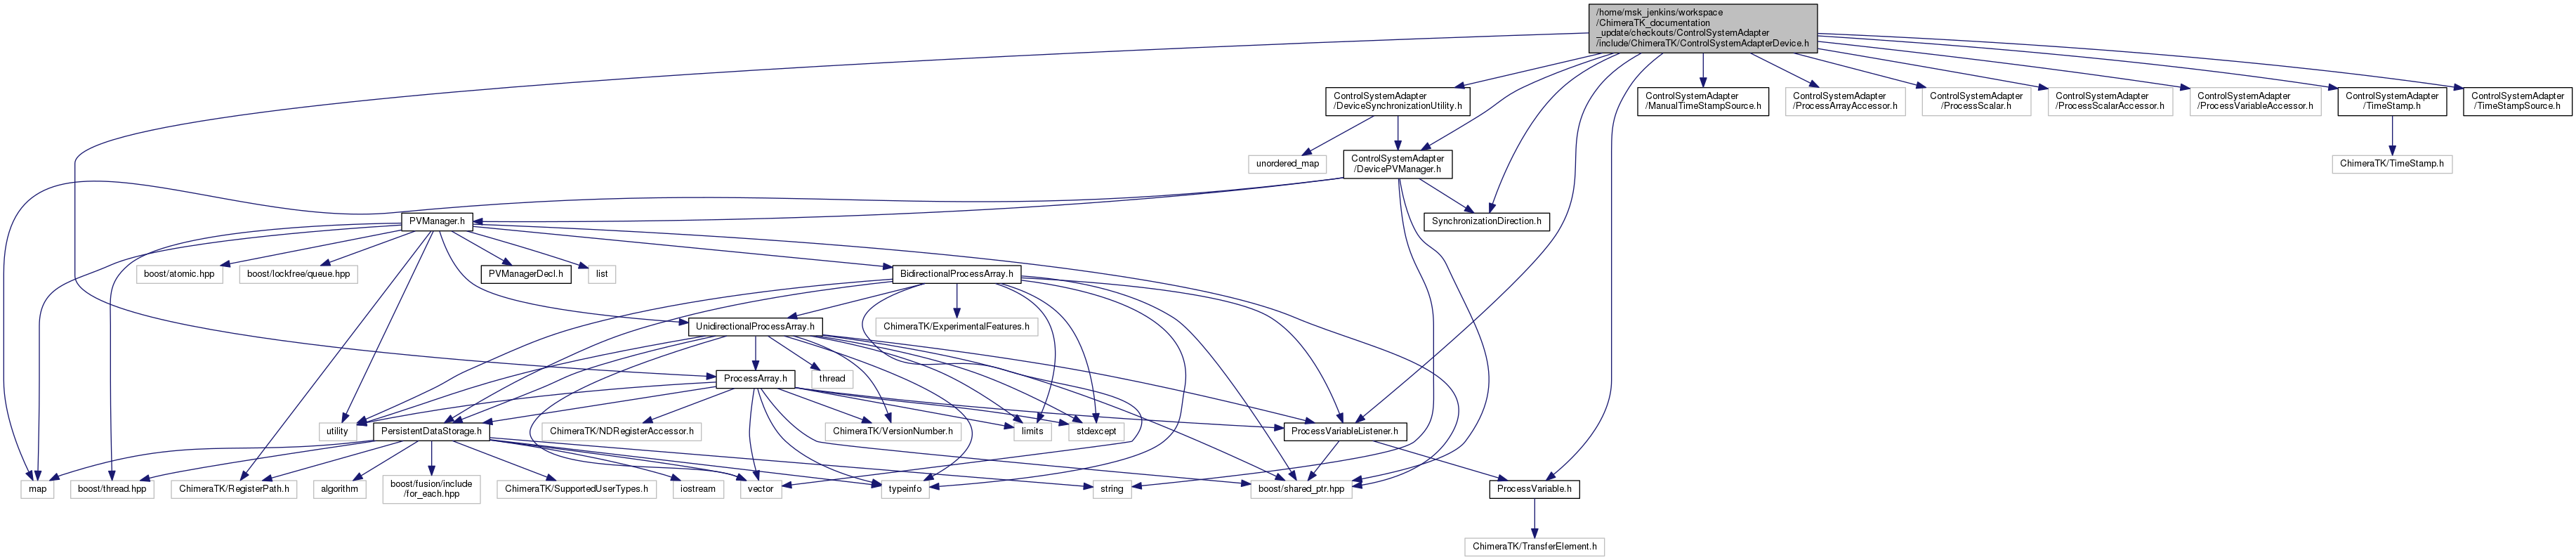 /home/msk_jenkins/workspace
/ChimeraTK_documentation
_update/checkouts/ControlSystemAdapter
/include/ChimeraTK/ControlSystemAdapterDevice.h
ControlSystemAdapter
/DeviceSynchronizationUtility.h
ControlSystemAdapter
/ManualTimeStampSource.h
ControlSystemAdapter
/ProcessArrayAccessor.h
ControlSystemAdapter
/ProcessScalar.h
ControlSystemAdapter
/ProcessScalarAccessor.h
ControlSystemAdapter
/ProcessVariableAccessor.h
ControlSystemAdapter
/TimeStamp.h
ControlSystemAdapter
/TimeStampSource.h
unordered_map
ControlSystemAdapter
/DevicePVManager.h
ChimeraTK/TimeStamp.h
PVManager.h
SynchronizationDirection.h
boost/atomic.hpp
boost/lockfree/queue.hpp
PVManagerDecl.h
list
BidirectionalProcessArray.h
UnidirectionalProcessArray.h
ChimeraTK/ExperimentalFeatures.h
ProcessArray.h
thread
utility
PersistentDataStorage.h
ChimeraTK/NDRegisterAccessor.h
ChimeraTK/VersionNumber.h
limits
stdexcept
ProcessVariableListener.h
map
boost/thread.hpp
ChimeraTK/RegisterPath.h
algorithm
boost/fusion/include
/for_each.hpp
ChimeraTK/SupportedUserTypes.h
iostream
vector
typeinfo
string
boost/shared_ptr.hpp
ProcessVariable.h
ChimeraTK/TransferElement.h